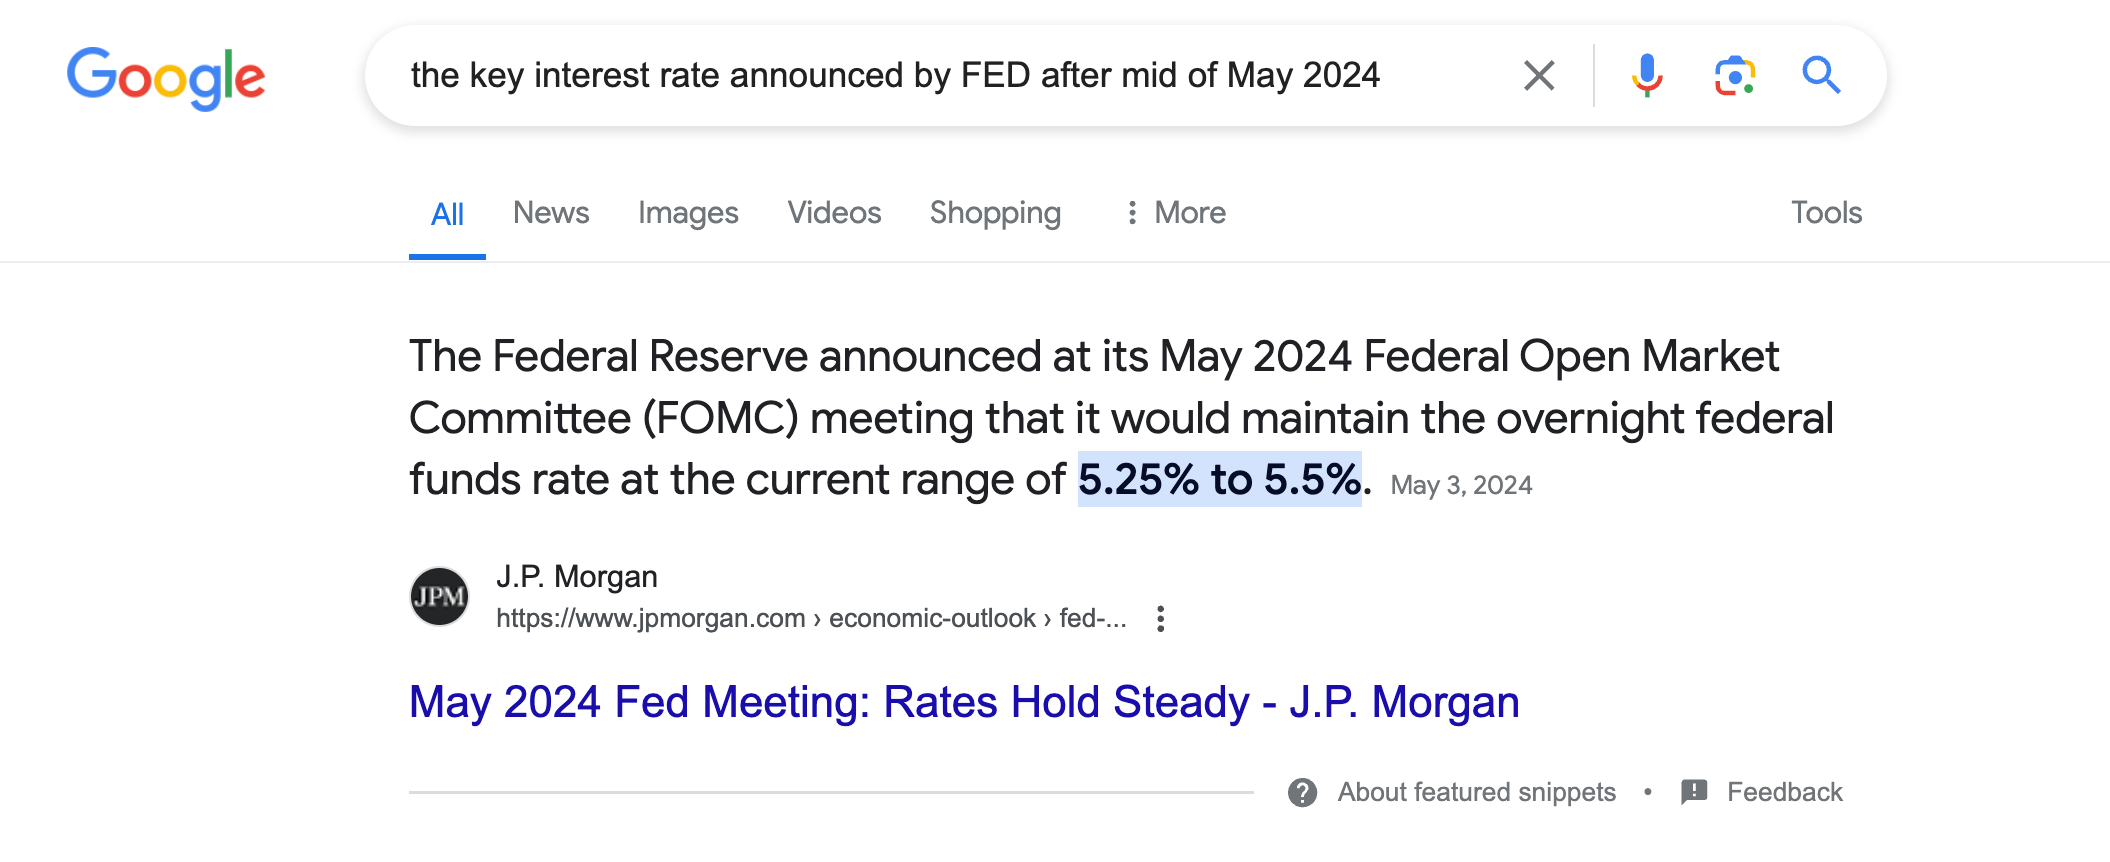 Google
the key interest rate announced by FED after mid of May 2024
All News Images Videos Shopping More Tools
The Federal Reserve announced at its May 2024 Federal Open Market
Committee (FOMC) meeting that it would maintain the overnight federal
funds rate at the current range of 5.25% to 5.5%. May 3, 2024
JPM
J.P. Morgan
https://www.jpmorgan.com › economic-outlook › fed-...
May 2024 Fed Meeting: Rates Hold Steady - J.P. Morgan
About featured snippets • Feedback